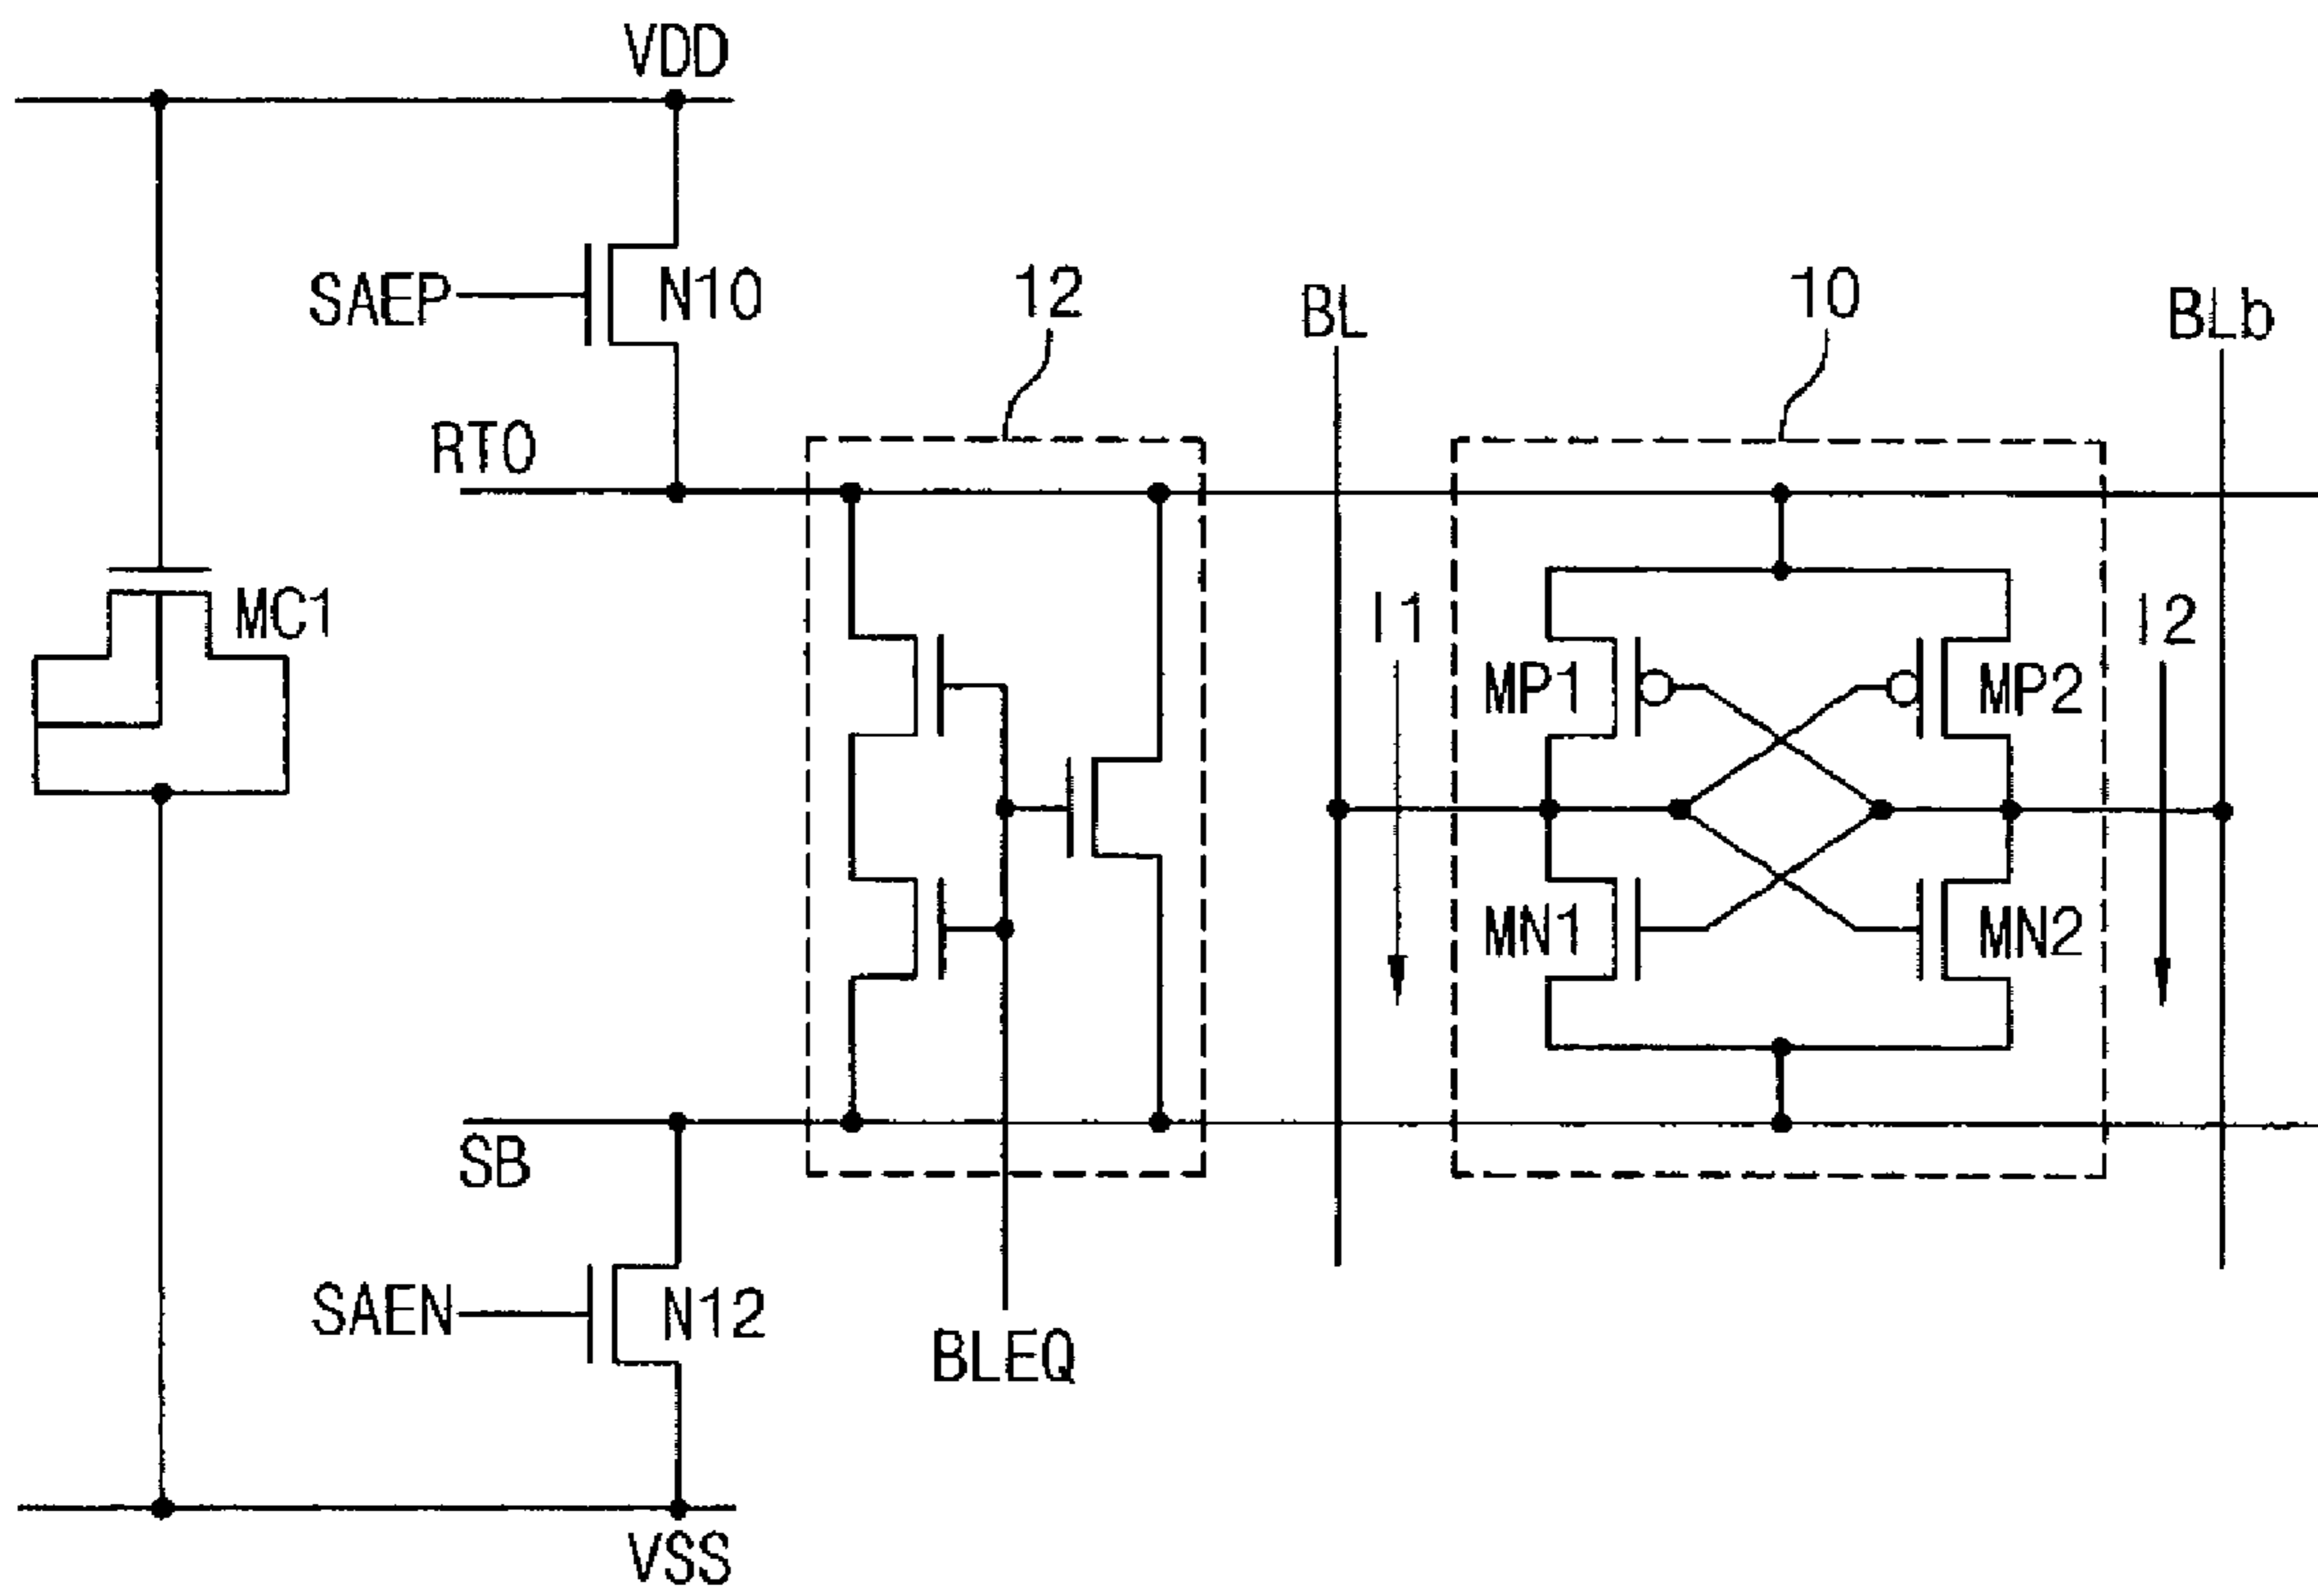 VDD
SAEP
N10
12
BL
10
BLb
RTO
MC1
I1
I2
MP1
MP2
MN1
MN2
SB
SAEN
N12
BLEQ
VSS